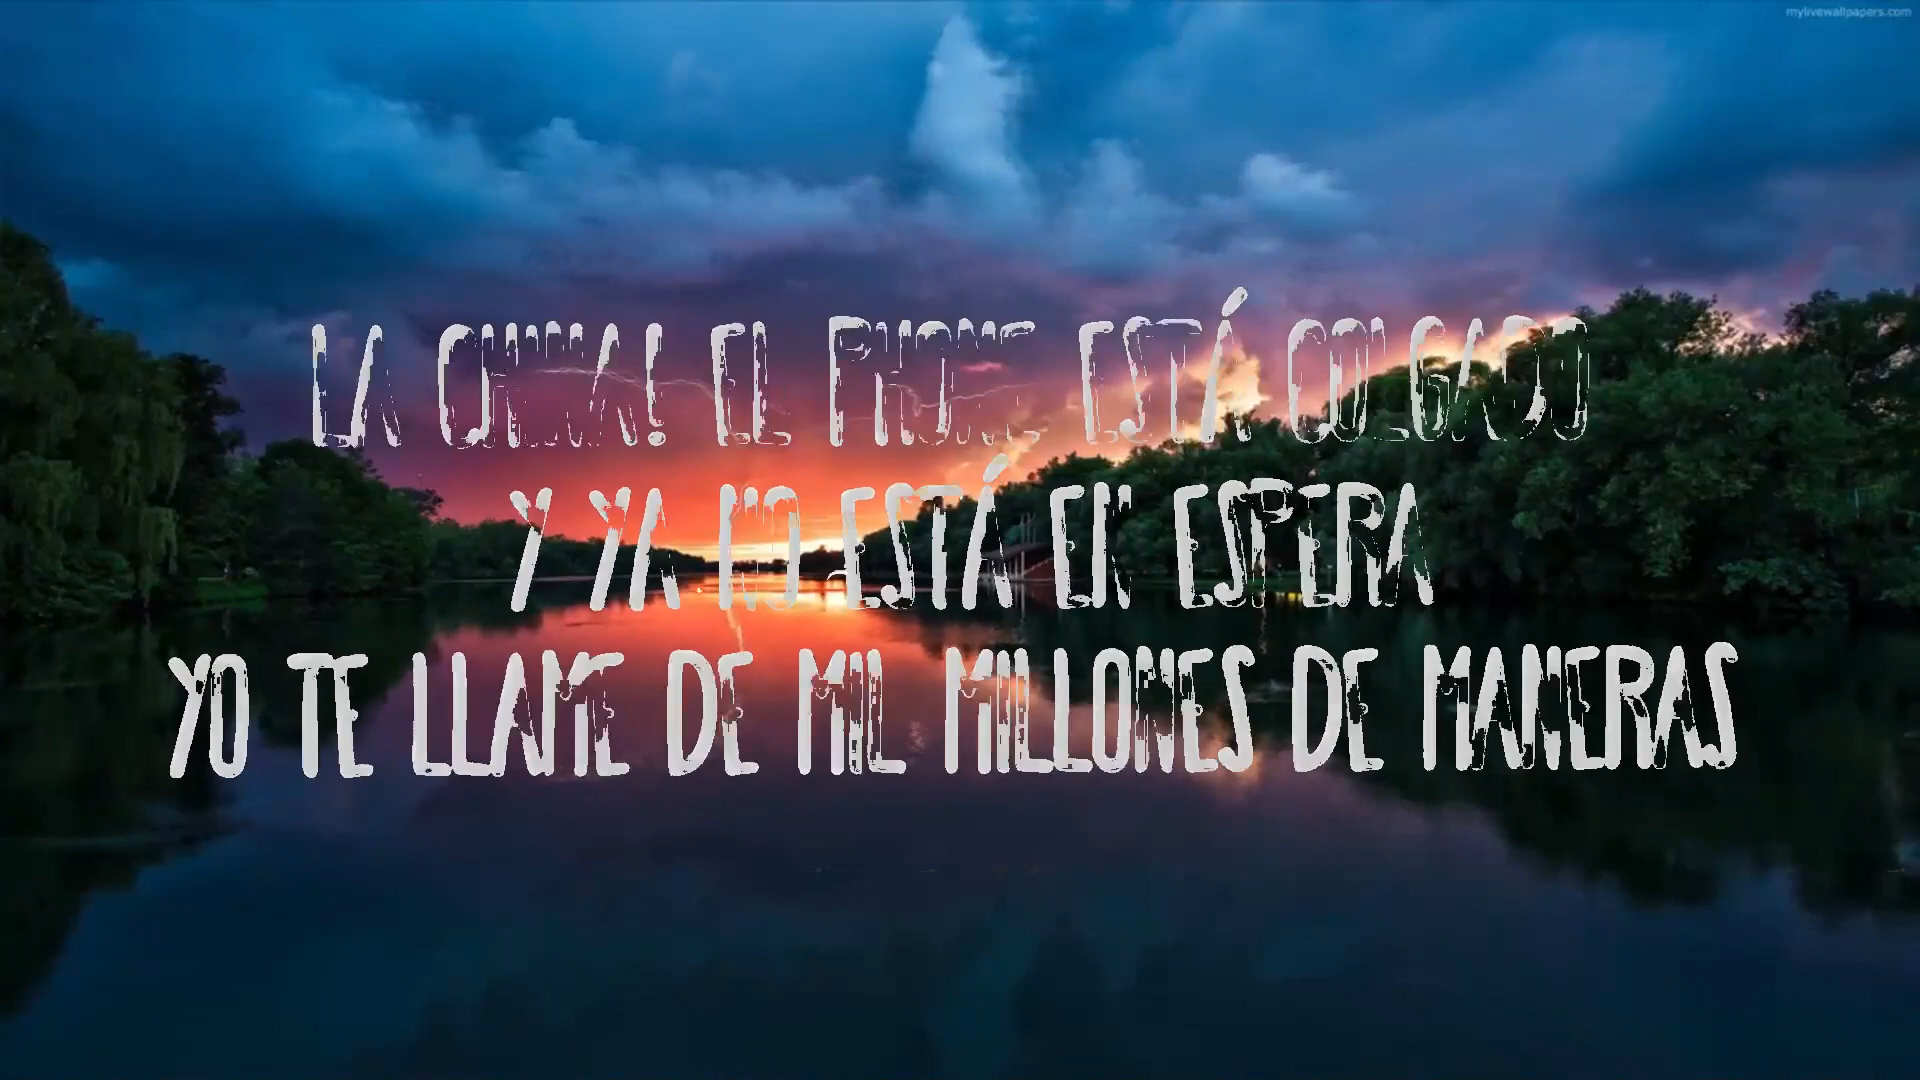 mylivewallpapers.com
LA CHINA! EL PHONE ESTÁ COLGADO
Y YA NO ESTÁ EN ESPERA
YO TE LLAME DE MIL MILLONES DE MANERAS